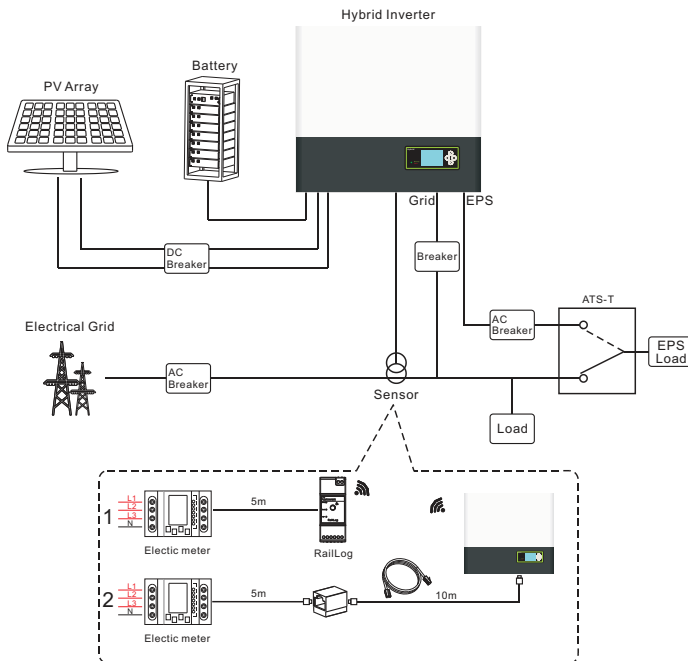 Hybrid Inverter
Battery
PV Array
Grid
EPS
DC
Breaker
Breaker
ATS-T
AC
Breaker
EPS
Load
Electrical Grid
AC
Breaker
Sensor
Load
1
L1
L2
L3
N
5m
Electic meter
RailLog
2
L1
L2
L3
N
5m
10m
Electic meter